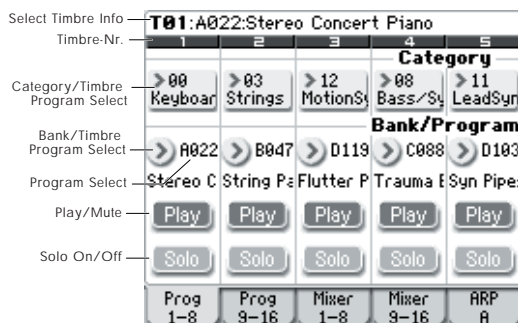 Select Timbre Info
T01:A022:Stereo Concert Piano
Timbre-Nr.
1 2 3 4 5
Category
Category/Timbre
Program Select
00 03 12 08 11
Keyboar Strings MotionSy Bass/Sy LeadSyn
Bank/Program
Bank/Timbre
Program Select
A022 B047 D119 C088 D103
Program Select
Stereo C String Pa Flutter P Trauma Syn Pipe
Play/Mute
Play Play Play Play Play
Solo On/Off
Solo Solo Solo Solo Solo
Prog Prog Mixer Mixer ARP
1-8 9-16 1-8 9-16 A